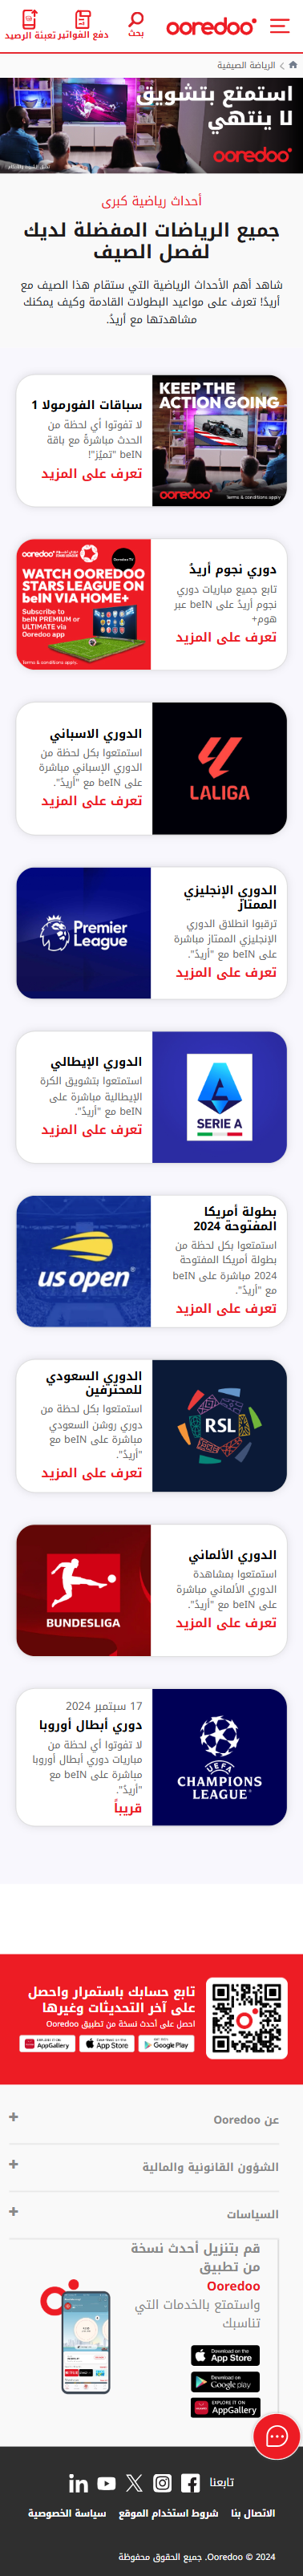 ooredoo
بحث
دفع الفواتير
تعبئة الرصيد
الرياضة الصيفية
استمتع بتشويق
لا ينتهي
ooredoo
أحداث رياضية كبرى
جميع الرياضات المفضلة لديك
لفصل الصيف
شاهد أهم الأحداث الرياضية التي ستقام هذا الصيف مع
أريدُ! تعرف على مواعيد البطولات القادمة وكيف يمكنك
مشاهدتها مع أريدُ.
KEEP THE
ACTION GOING
ooredoo
Terms & conditions apply
سباقات الفورمولا 1
لا تفوتوا أي لحظة من
الحدث مباشرةً مع باقة
beIN "تميّز"!
تعرف على المزيد
دوري نجوم أريدُ
تابع جميع مباريات دوري
نجوم أريدُ على beIN عبر
هوم+
تعرف على المزيد
ooredoo
Ooredoo TV
WATCH OOREDOO
STARS LEAGUE ON
beIN VIA HOME+
Subscribe to
beIN PREMIUM or
ULTIMATE via
Ooredoo app
Terms & conditions apply.
LALIGA
الدوري الاسباني
استمتعوا بكل لحظة من
الدوري الإسباني مباشرة
على beIN مع "أريدُ".
تعرف على المزيد
الدوري الإنجليزي
الممتاز
ترقبوا انطلاق الدوري
الإنجليزي الممتاز مباشرة
على beIN مع "أريدُ".
تعرف على المزيد
Premier
League
SERIE A
الدوري الإيطالي
استمتعوا بتشويق الكرة
الإيطالية مباشرة على
beIN مع "أريدُ".
تعرف على المزيد
بطولة أمريكا
المفتوحة 2024
استمتعوا بكل لحظة من
بطولة أمريكا المفتوحة
2024 مباشرة على beIN
مع "أريدُ".
تعرف على المزيد
us open
RSL
الدوري السعودي
للمحترفين
استمتعوا بكل لحظة من
دوري روشن السعودي
مباشرة على beIN مع
"أريدُ".
تعرف على المزيد
الدوري الألماني
استمتعوا بمشاهدة
الدوري الألماني مباشرة
على beIN مع "أريدُ".
تعرف على المزيد
BUNDESLIGA
UEFA
CHAMPIONS
LEAGUE
17 سبتمبر 2024
دوري أبطال أوروبا
لا تفوتوا أي لحظة من
مباريات دوري أبطال أوروبا
مباشرة على beIN مع
"أريدُ".
قريباً
تابع حسابك باستمرار واحصل
على آخر التحديثات وغيرها
احصل على أحدث نسخة من تطبيق Ooredoo
AppGallery
App Store
Google Play
عن Ooredoo
الشؤون القانونية والمالية
السياسات
قم بتنزيل أحدث نسخة
من تطبيق
Ooredoo
واستمتع بالخدمات التي
تناسبك
Download on the
App Store
Download on
Google play
EXPLORE IT ON
AppGallery
تابعنا
الاتصال بنا
شروط استخدام الموقع
سياسة الخصوصية
© 2024 Ooredoo. جميع الحقوق محفوظة